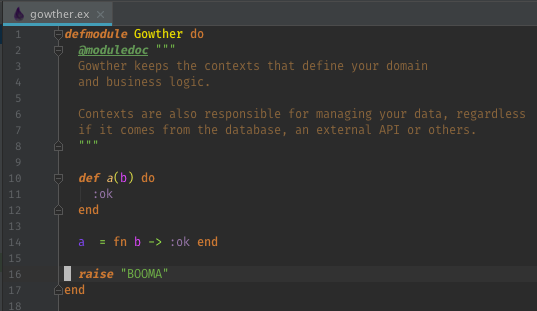 gowther.ex
1 defmodule Gowther do
2 @moduledoc """
3 Gowther keeps the contexts that define your domain
4 and business logic.
5
6 Contexts are also responsible for managing your data, regardless
7 if it comes from the database, an external API or others.
8 """
9
10 def a(b) do
11 :ok
12 end
13
14 a = fn b -> :ok end
15
16 raise "BOOMA"
17 end
18